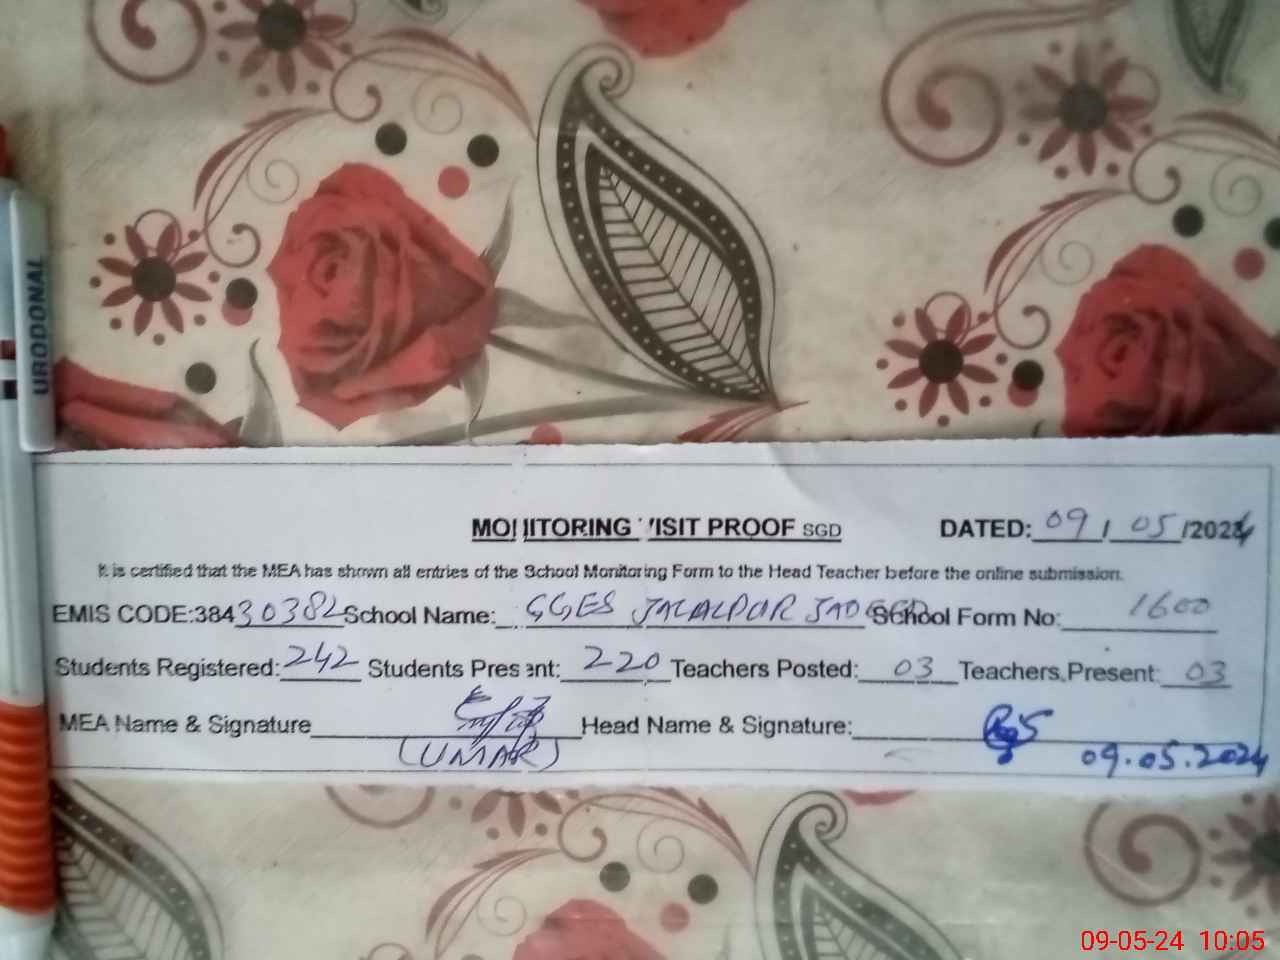 URODONAL
MONITORING VISIT PROOF SGD DATED: 09 / 05 /2024
It is certified that the MEA has shown all entries of the School Monitoring Form to the Head Teacher before the online submission.
EMIS CODE:38430382 School Name: GGES JALALPUR JAD School Form No: 1600
Students Registered: 242 Students Present: 220 Teachers Posted: 03 Teachers Present: 03
MEA Name & Signature Head Name & Signature:
(UMAR) 09.05.2024
09-05-24 10:05